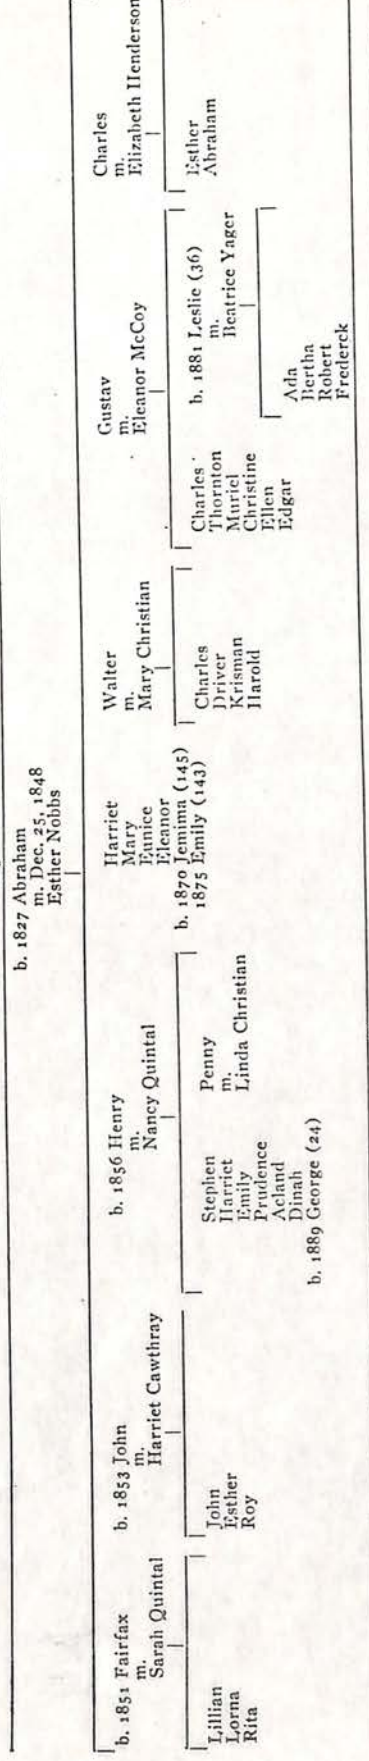 b. 1827 Abraham
m. Dec. 25, 1848
Esther Nobbs
b. 1851 Fairfax
m.
Sarah Quintal
Lillian
Lorna
Rita
b. 1853 John
m.
Harriet Cawthray
John
Esther
Roy
b. 1856 Henry
m.
Nancy Quintal
Stephen
Harriet
Emily
Prudence
Acland
Dinah
b. 1889 George (24)
Penny
m.
Linda Christian
Harriet
Mary
Eunice
Eleanor
b. 1870 Jemima (145)
1875 Emily (143)
Walter
m.
Mary Christian
Charles
Driver
Krisman
Harold
Gustav
m.
Eleanor McCoy
Charles
Thornton
Muriel
Christine
Ellen
Edgar
b. 1881 Leslie (36)
m.
Beatrice Yager
Ada
Bertha
Robert
Frederck
Charles
m.
Elizabeth Henderson
Esther
Abraham